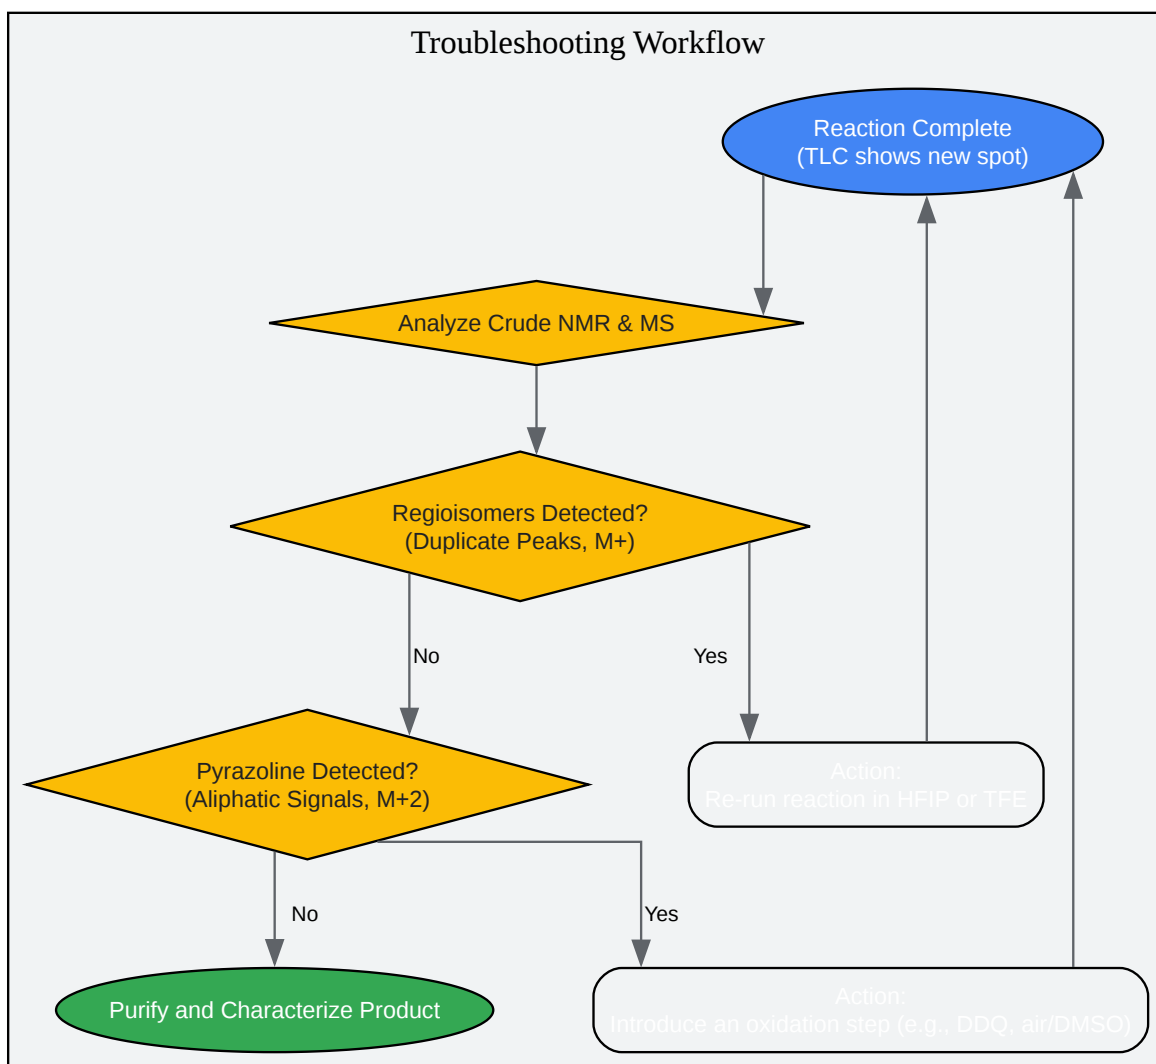 Troubleshooting Workflow
Reaction Complete
(TLC shows new spot)
Analyze Crude NMR & MS
Regioisomers Detected?
(Duplicate Peaks, M+)
No
Yes
Pyrazoline Detected?
(Aliphatic Signals, M+2)
Action:
Re-run reaction in HFIP or TFE
No
Yes
Purify and Characterize Product
Action:
Introduce an oxidation step (e.g., DDQ, air/DMSO)